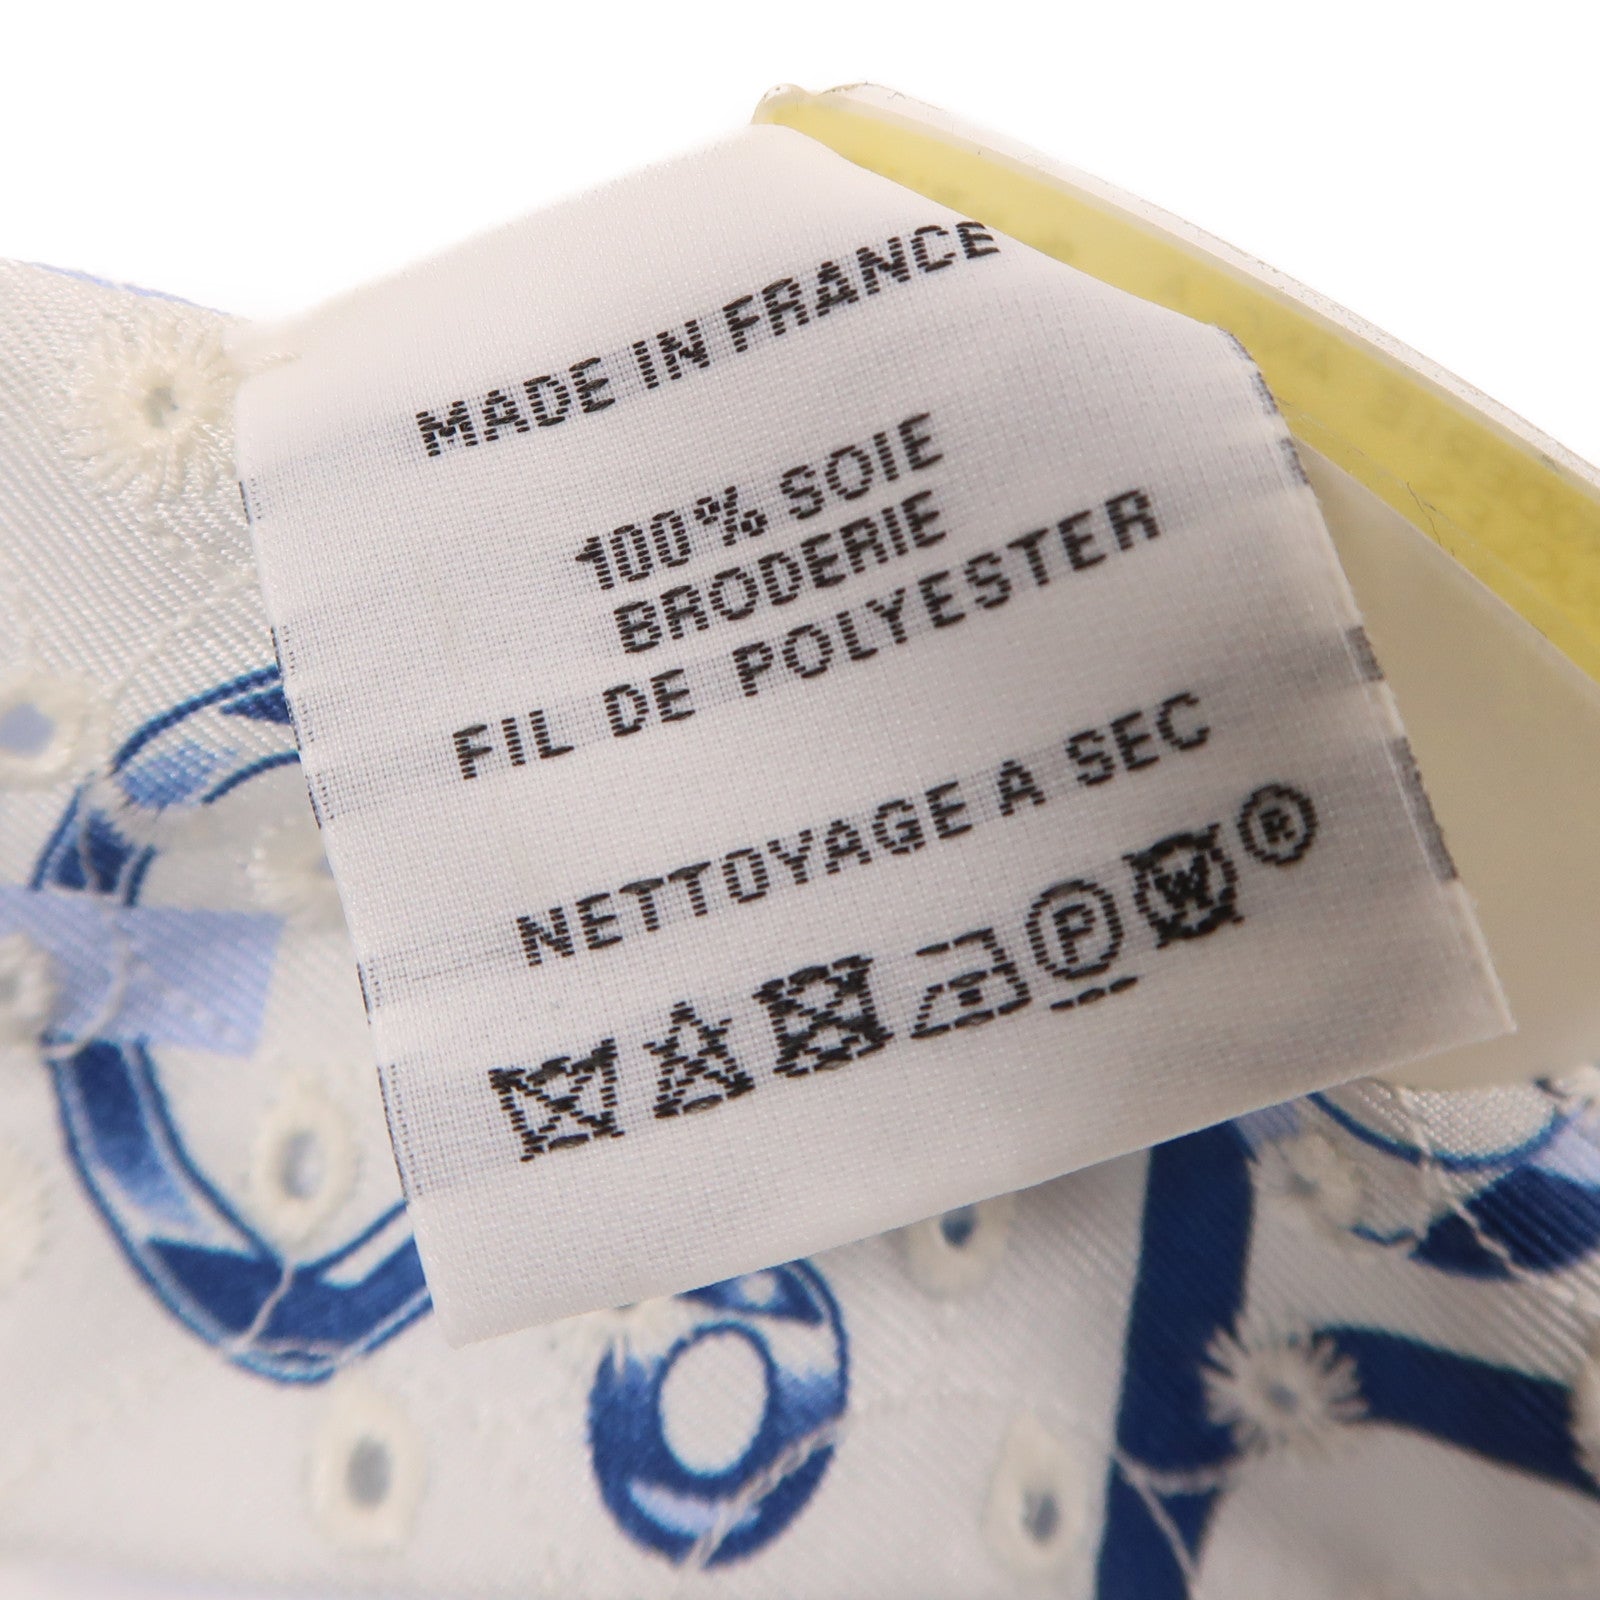 MADE IN FRANCE
100% SOIE
BRODERIE
FIL DE POLYESTER
NETTOYAGE A SEC
P W ®